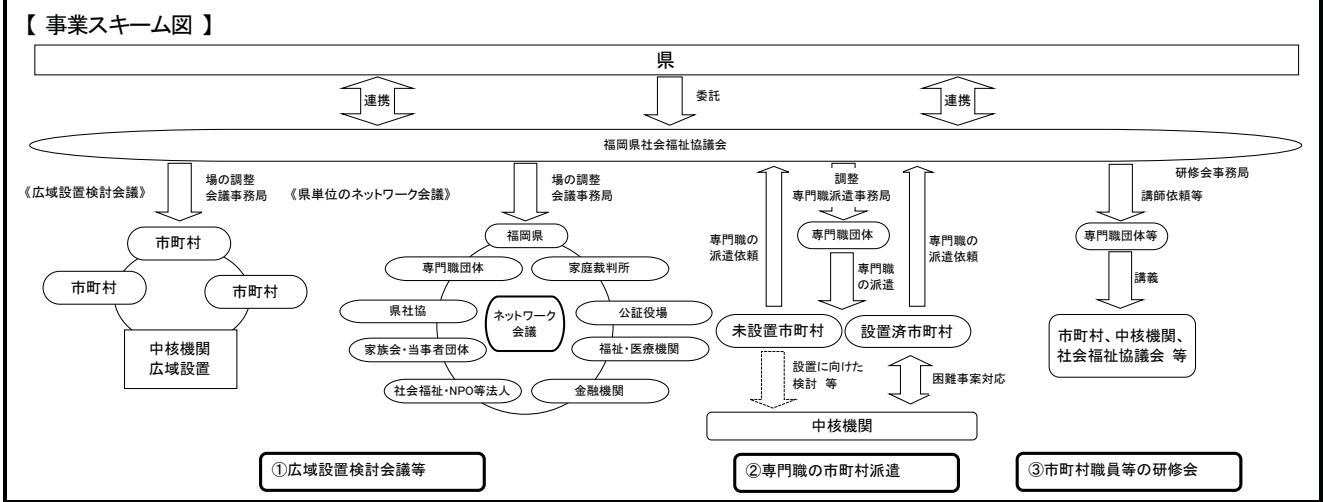 【 事業スキーム図 】
県
連携
委託
連携
福岡県社会福祉協議会
《広域設置検討会議》
場の調整
会議事務局
市町村
市町村
市町村
中核機関
広域設置
《県単位のネットワーク会議》
場の調整
会議事務局
福岡県
専門職団体
家庭裁判所
県社協
公証役場
ネットワーク
会議
家族会・当事者団体
福祉・医療機関
社会福祉・NPO等法人
金融機関
①広域設置検討会議等
調整
専門職派遣事務局
専門職の
派遣依頼
専門職団体
専門職の
派遣依頼
専門職
の派遣
未設置市町村
設置済市町村
設置に向けた
検討 等
困難事案対応
中核機関
②専門職の市町村派遣
研修会事務局
講師依頼等
専門職団体等
講義
市町村、中核機関、
社会福祉協議会 等
③市町村職員等の研修会